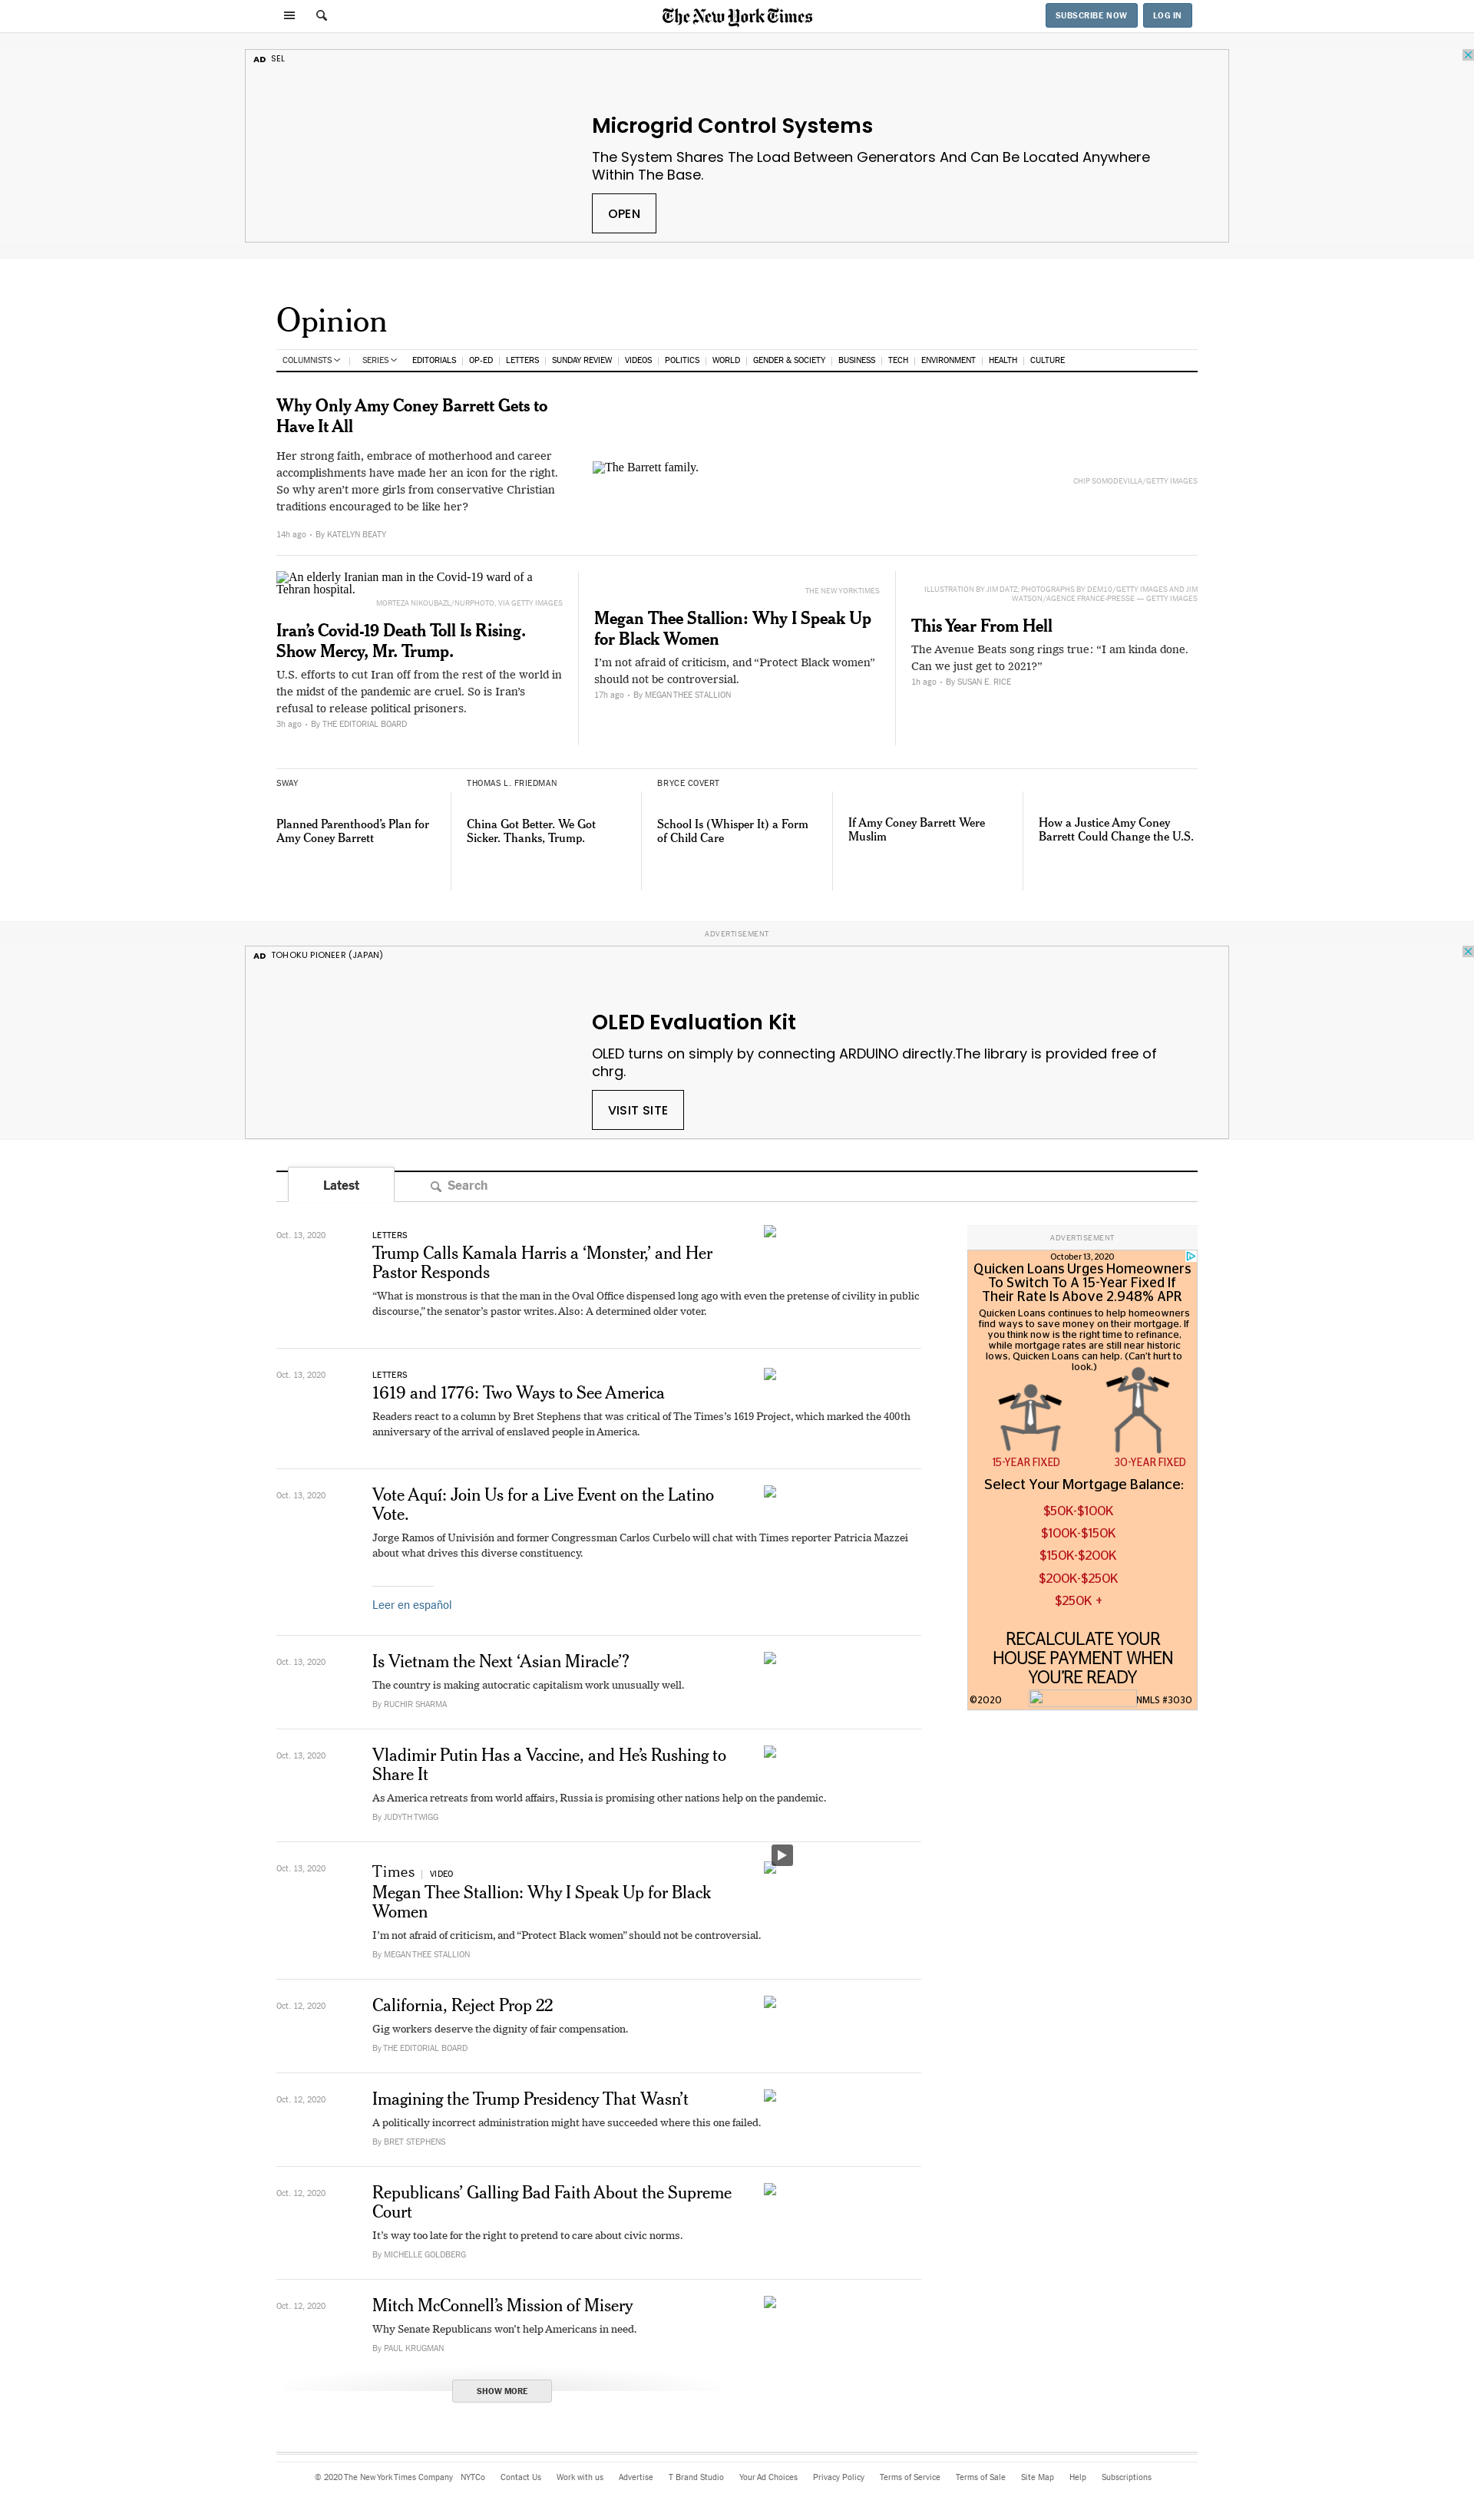 The New York Times
SUBSCRIBE NOW
LOG IN
AD SEL
Microgrid Control Systems
The System Shares The Load Between Generators And Can Be Located Anywhere
Within The Base.
OPEN
Opinion
COLUMNISTS | SERIES EDITORIALS | OP-ED | LETTERS | SUNDAY REVIEW | VIDEOS | POLITICS | WORLD | GENDER & SOCIETY | BUSINESS | TECH | ENVIRONMENT | HEALTH | CULTURE
Why Only Amy Coney Barrett Gets to
Have It All
Her strong faith, embrace of motherhood and career
accomplishments have made her an icon for the right.
So why aren’t more girls from conservative Christian
traditions encouraged to be like her?
14h ago • By KATELYN BEATY
The Barrett family.
CHIP SOMODEVILLA/GETTY IMAGES
An elderly Iranian man in the Covid-19 ward of a
Tehran hospital.
MORTEZA NIKOUBAZL/NURPHOTO, VIA GETTY IMAGES
Iran’s Covid-19 Death Toll Is Rising.
Show Mercy, Mr. Trump.
U.S. efforts to cut Iran off from the rest of the world in
the midst of the pandemic are cruel. So is Iran’s
refusal to release political prisoners.
3h ago • By THE EDITORIAL BOARD
THE NEW YORK TIMES
Megan Thee Stallion: Why I Speak Up
for Black Women
I’m not afraid of criticism, and “Protect Black women”
should not be controversial.
17h ago • By MEGAN THEE STALLION
ILLUSTRATION BY JIM DATZ; PHOTOGRAPHS BY DEM10/GETTY IMAGES AND JIM
WATSON/AGENCE FRANCE-PRESSE — GETTY IMAGES
This Year From Hell
The Avenue Beats song rings true: “I am kinda done.
Can we just get to 2021?”
1h ago • By SUSAN E. RICE
SWAY
Planned Parenthood’s Plan for
Amy Coney Barrett
THOMAS L. FRIEDMAN
China Got Better. We Got
Sicker. Thanks, Trump.
BRYCE COVERT
School Is (Whisper It) a Form
of Child Care
If Amy Coney Barrett Were
Muslim
How a Justice Amy Coney
Barrett Could Change the U.S.
ADVERTISEMENT
AD TOHOKU PIONEER (JAPAN)
OLED Evaluation Kit
OLED turns on simply by connecting ARDUINO directly.The library is provided free of
chrg.
VISIT SITE
Latest
Search
Oct. 13, 2020
LETTERS
Trump Calls Kamala Harris a ‘Monster,’ and Her
Pastor Responds
“What is monstrous is that the man in the Oval Office dispensed long ago with even the pretense of civility in public
discourse,” the senator’s pastor writes. Also: A determined older voter.
Oct. 13, 2020
LETTERS
1619 and 1776: Two Ways to See America
Readers react to a column by Bret Stephens that was critical of The Times’s 1619 Project, which marked the 400th
anniversary of the arrival of enslaved people in America.
Oct. 13, 2020
Vote Aquí: Join Us for a Live Event on the Latino
Vote.
Jorge Ramos of Univisión and former Congressman Carlos Curbelo will chat with Times reporter Patricia Mazzei
about what drives this diverse constituency.
Leer en español
Oct. 13, 2020
Is Vietnam the Next ‘Asian Miracle’?
The country is making autocratic capitalism work unusually well.
By RUCHIR SHARMA
Oct. 13, 2020
Vladimir Putin Has a Vaccine, and He’s Rushing to
Share It
As America retreats from world affairs, Russia is promising other nations help on the pandemic.
By JUDYTH TWIGG
Oct. 13, 2020
Times | VIDEO
Megan Thee Stallion: Why I Speak Up for Black
Women
I’m not afraid of criticism, and “Protect Black women” should not be controversial.
By MEGAN THEE STALLION
Oct. 12, 2020
California, Reject Prop 22
Gig workers deserve the dignity of fair compensation.
By THE EDITORIAL BOARD
Oct. 12, 2020
Imagining the Trump Presidency That Wasn’t
A politically incorrect administration might have succeeded where this one failed.
By BRET STEPHENS
Oct. 12, 2020
Republicans’ Galling Bad Faith About the Supreme
Court
It’s way too late for the right to pretend to care about civic norms.
By MICHELLE GOLDBERG
Oct. 12, 2020
Mitch McConnell’s Mission of Misery
Why Senate Republicans won’t help Americans in need.
By PAUL KRUGMAN
SHOW MORE
ADVERTISEMENT
October 13, 2020
Quicken Loans Urges Homeowners
To Switch To A 15-Year Fixed If
Their Rate Is Above 2.948% APR
Quicken Loans continues to help homeowners
find ways to save money on their mortgage. If
you think now is the right time to refinance,
while mortgage rates are still near historic
lows, Quicken Loans can help. (Can't hurt to
look.)
15-YEAR FIXED
30-YEAR FIXED
Select Your Mortgage Balance:
$50K-$100K
$100K-$150K
$150K-$200K
$200K-$250K
$250K +
RECALCULATE YOUR
HOUSE PAYMENT WHEN
YOU'RE READY
©2020
NMLS #3030
© 2020 The New York Times Company NYTCo Contact Us Work with us Advertise T Brand Studio Your Ad Choices Privacy Policy Terms of Service Terms of Sale Site Map Help Subscriptions